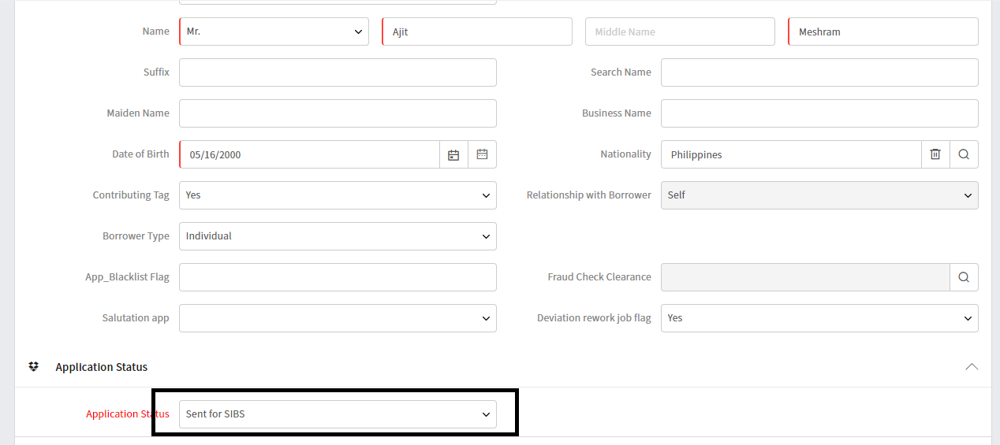 Name Mr. Ajit Middle Name Meshram
Suffix Search Name
Maiden Name Business Name
Date of Birth 05/16/2000 Nationality Philippines
Contributing Tag Yes Relationship with Borrower Self
Borrower Type Individual
App_Blacklist Flag Fraud Check Clearance
Salutation app Deviation rework job flag Yes
Application Status
Application Status Sent for SIBS